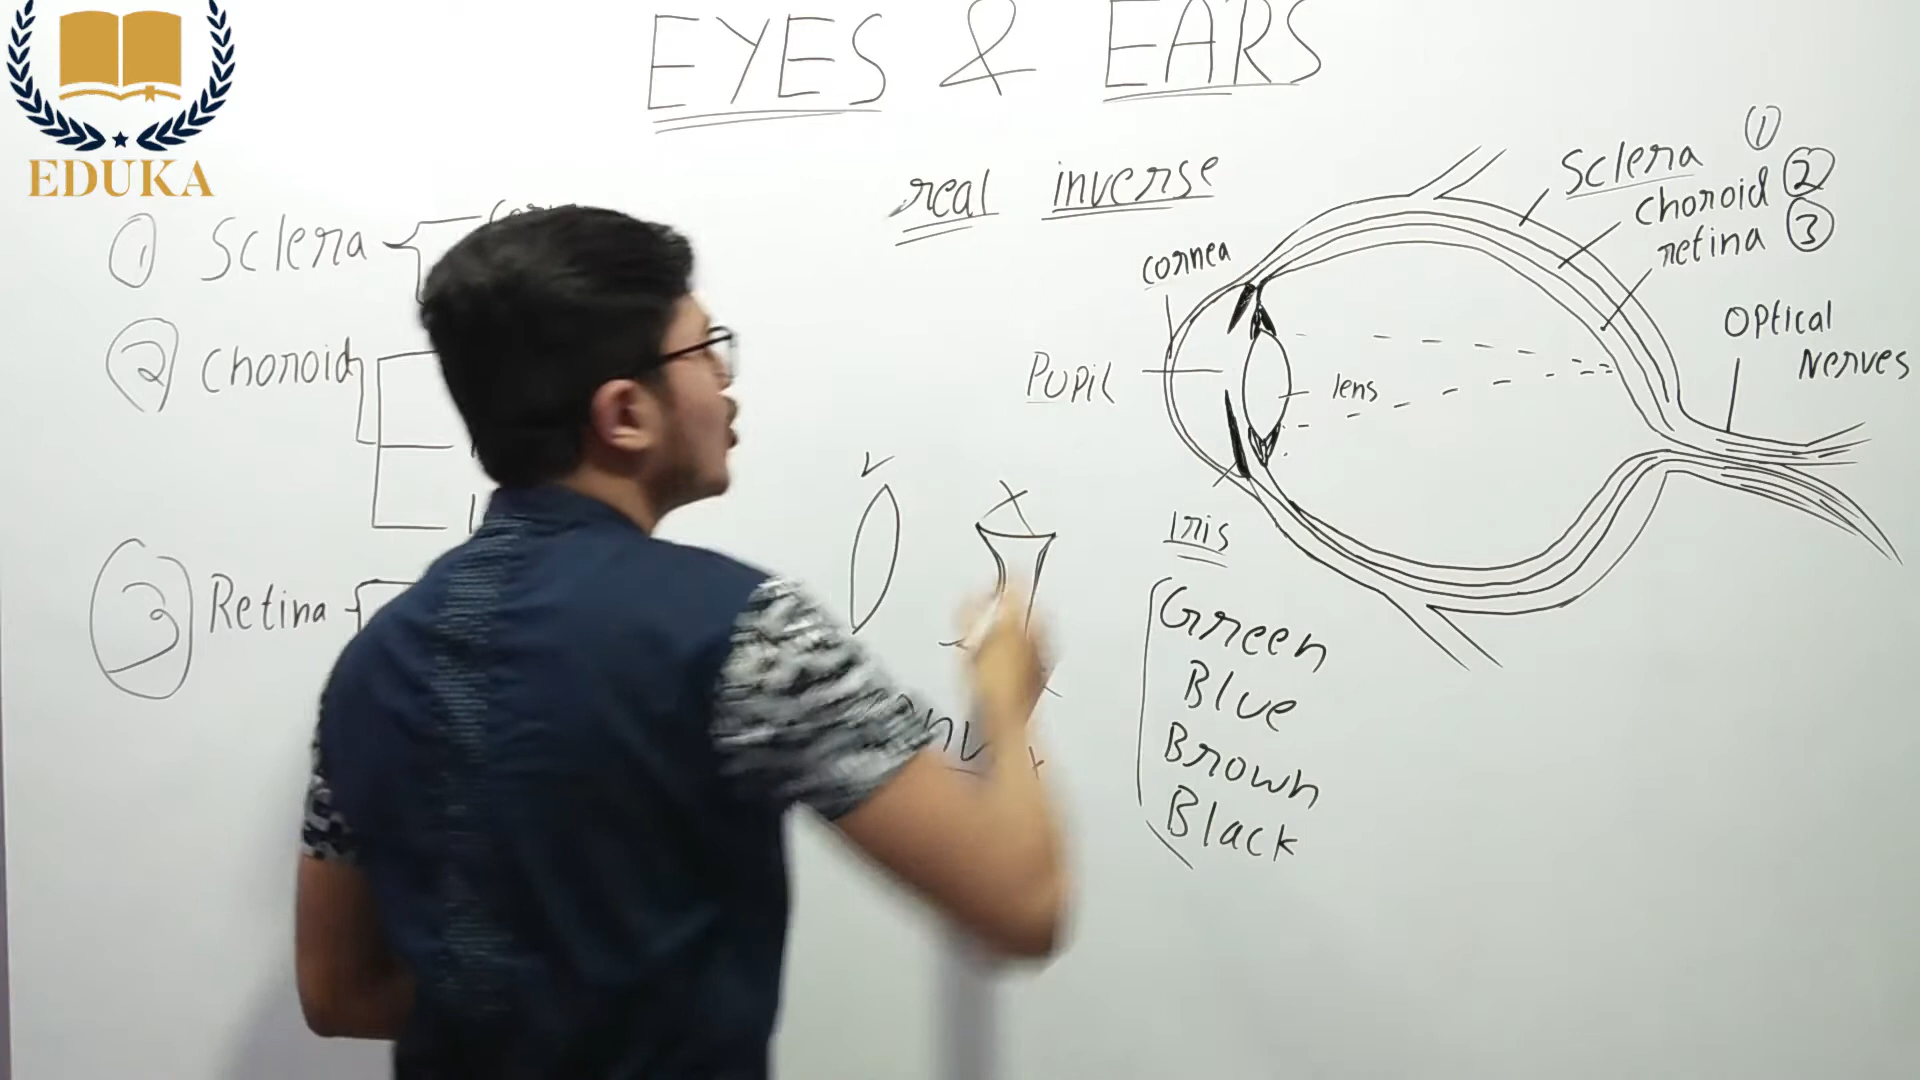 EYES & EARS
EDUKA
real inverse
① Sclera
② Choroid
③ Retina
Sclera ①
Choroid ②
retina ③
cornea
Optical
Nerves
Pupil
lens
Iris
Green
Blue
Brown
Black